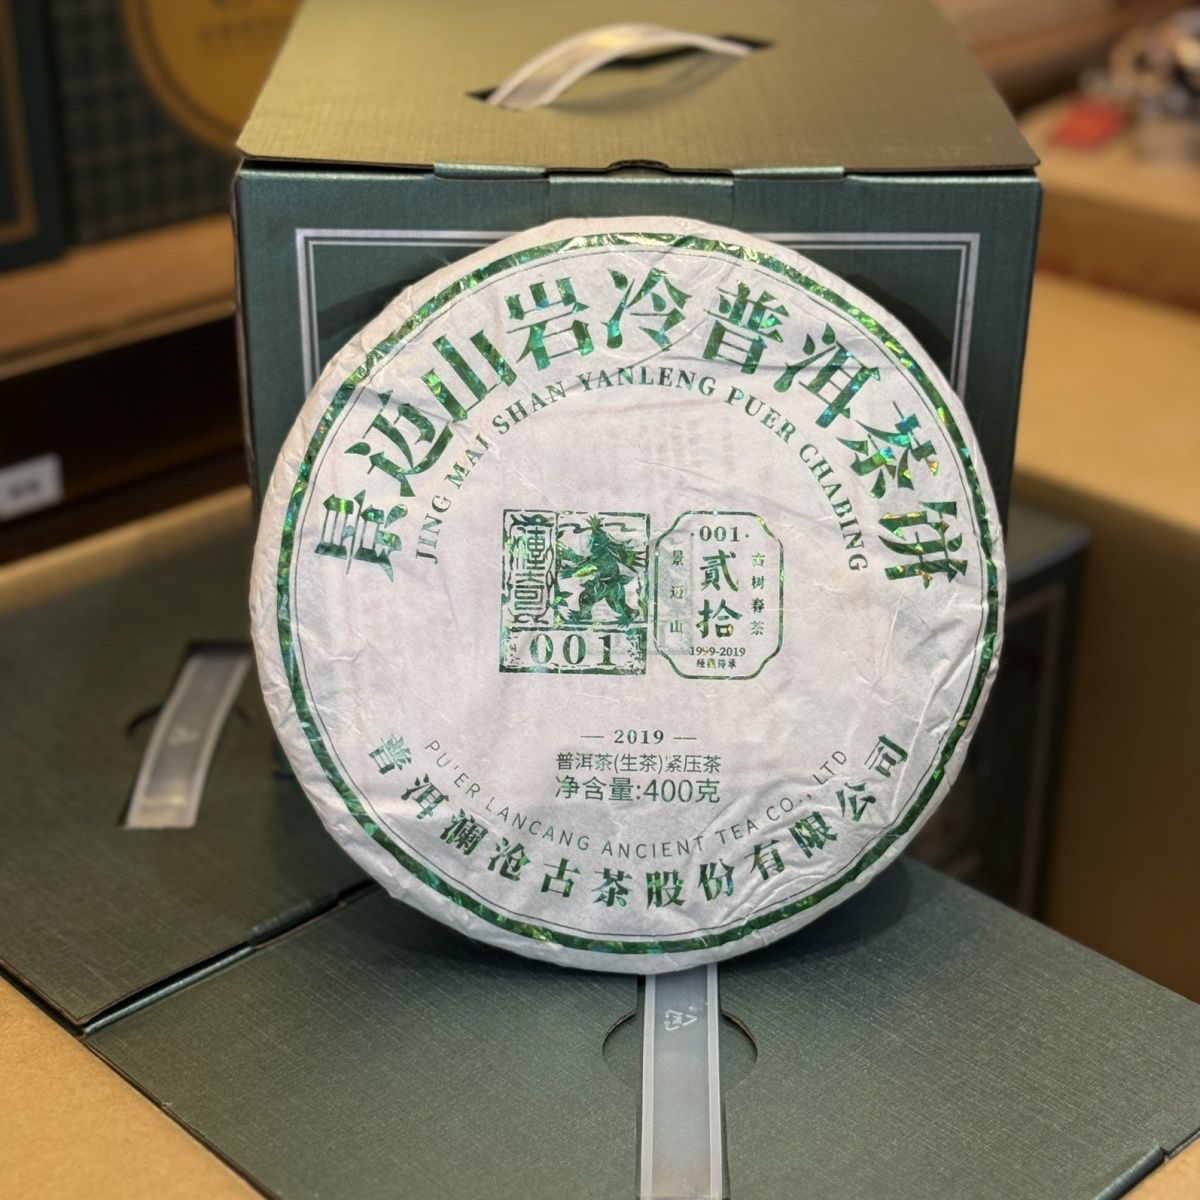 景迈山岩冷普洱茶饼
JING MAI SHAN YANLENG PUER CHABING
001
·001·
景迈山
贰拾
古树春茶
1999-2019
经典传承
— 2019 —
普洱茶(生茶)紧压茶
净含量:400克
PU'ER LANCANG ANCIENT TEA CO., LTD
普洱澜沧古茶股份有限公司